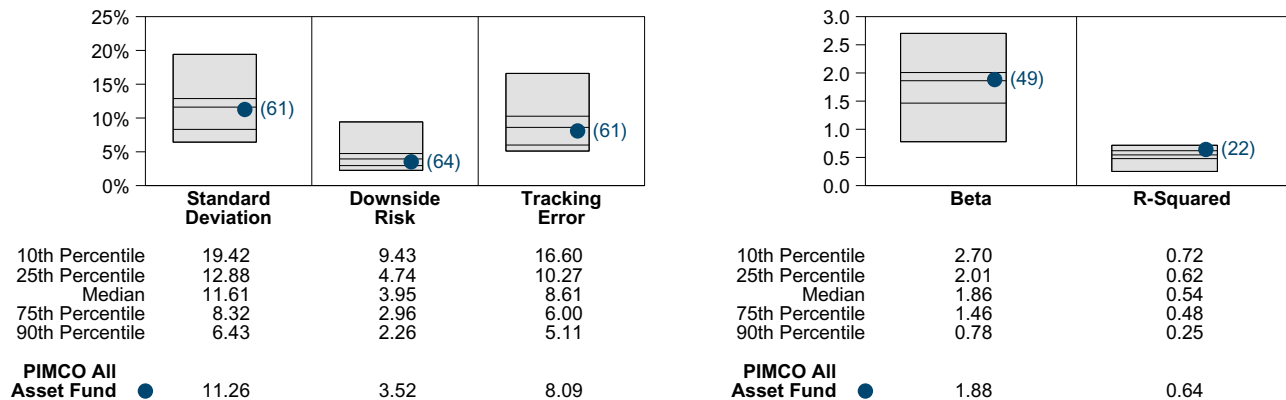 25%
20%
15%
10%
5%
0%
(61)
(64)
(61)
Standard Deviation
Downside Risk
Tracking Error
10th Percentile 19.42 9.43 16.60
25th Percentile 12.88 4.74 10.27
Median 11.61 3.95 8.61
75th Percentile 8.32 2.96 6.00
90th Percentile 6.43 2.26 5.11
PIMCO All
Asset Fund 11.26 3.52 8.09
3.0
2.5
2.0
1.5
1.0
0.5
0.0
(49)
(22)
Beta R-Squared
10th Percentile 2.70 0.72
25th Percentile 2.01 0.62
Median 1.86 0.54
75th Percentile 1.46 0.48
90th Percentile 0.78 0.25
PIMCO All
Asset Fund 1.88 0.64